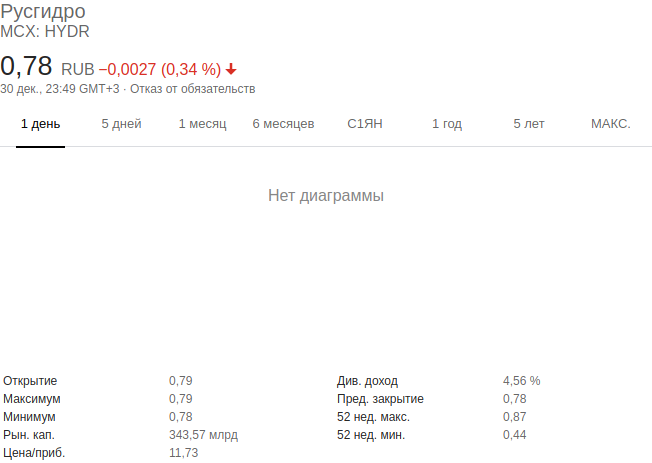 Русгидро
MCX: HYDR
0,78 RUB −0,0027 (0,34 %)
30 дек., 23:49 GMT+3 · Отказ от обязательств
1 день 5 дней 1 месяц 6 месяцев С1ЯН 1 год 5 лет МАКС.
Нет диаграммы
Открытие 0,79 Див. доход 4,56 %
Максимум 0,79 Пред. закрытие 0,78
Минимум 0,78 52 нед. макс. 0,87
Рын. кап. 343,57 млрд 52 нед. мин. 0,44
Цена/приб. 11,73